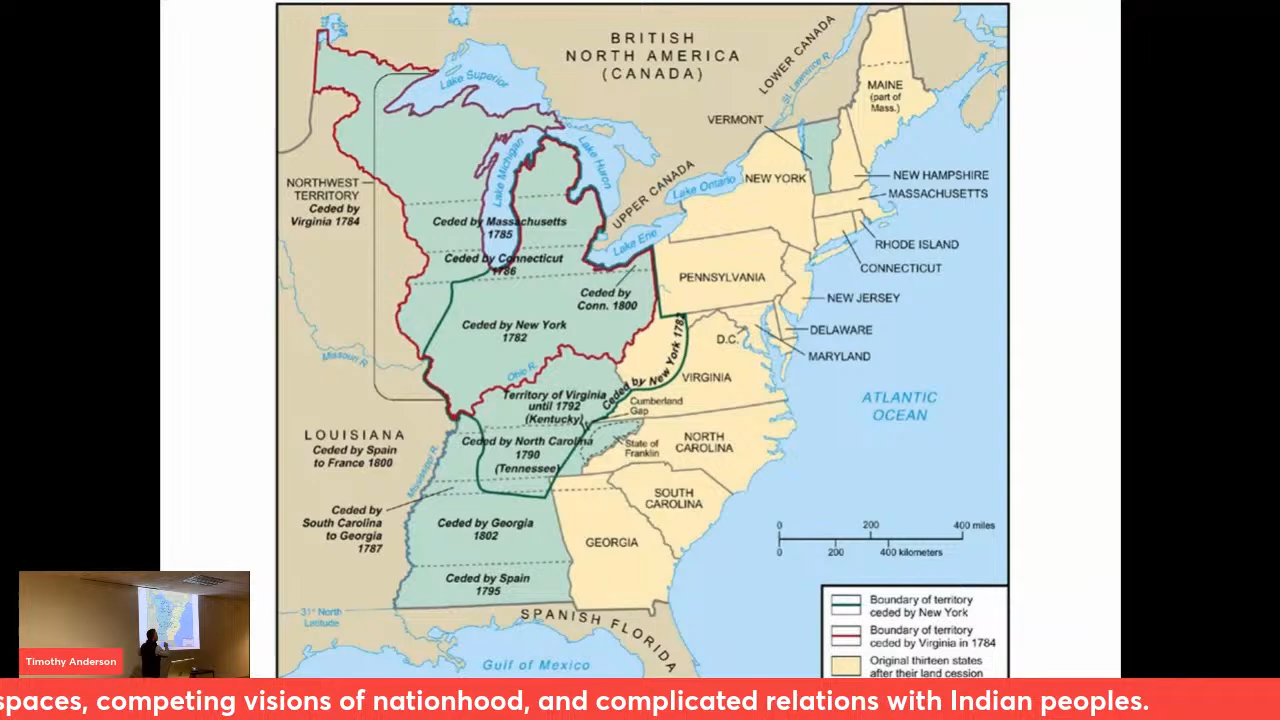 BRITISH
NORTH AMERICA
(CANADA)
LOWER CANADA
St. Lawrence R.
MAINE
(part of
Mass.)
Lake Superior
VERMONT
Lake Michigan
Lake Huron
UPPER CANADA
Lake Ontario
NEW YORK
NEW HAMPSHIRE
MASSACHUSETTS
NORTHWEST
TERRITORY
Ceded by
Virginia 1784
Ceded by Massachusetts
1785
Lake Erie
RHODE ISLAND
Ceded by Connecticut
1786
CONNECTICUT
PENNSYLVANIA
Ceded by
Conn. 1800
NEW JERSEY
Ceded by New York
1782
Ceded by New York 1782
D.C.
DELAWARE
MARYLAND
Missouri R.
Ohio R.
VIRGINIA
Territory of Virginia
until 1792
(Kentucky)
Cumberland
Gap
ATLANTIC
OCEAN
LOUISIANA
Ceded by Spain
to France 1800
Mississippi R.
Ceded by North Carolina
1790
(Tennessee)
State of
Franklin
NORTH
CAROLINA
SOUTH
CAROLINA
Ceded by
South Carolina
to Georgia
1787
Ceded by Georgia
1802
GEORGIA
0 200 400 miles
0 200 400 kilometers
Ceded by Spain
1795
31° North
Latitude
SPANISH FLORIDA
Gulf of Mexico
Boundary of territory
ceded by New York
Boundary of territory
ceded by Virginia in 1784
Original thirteen states
after their land cession
Timothy Anderson
spaces, competing visions of nationhood, and complicated relations with Indian peoples.